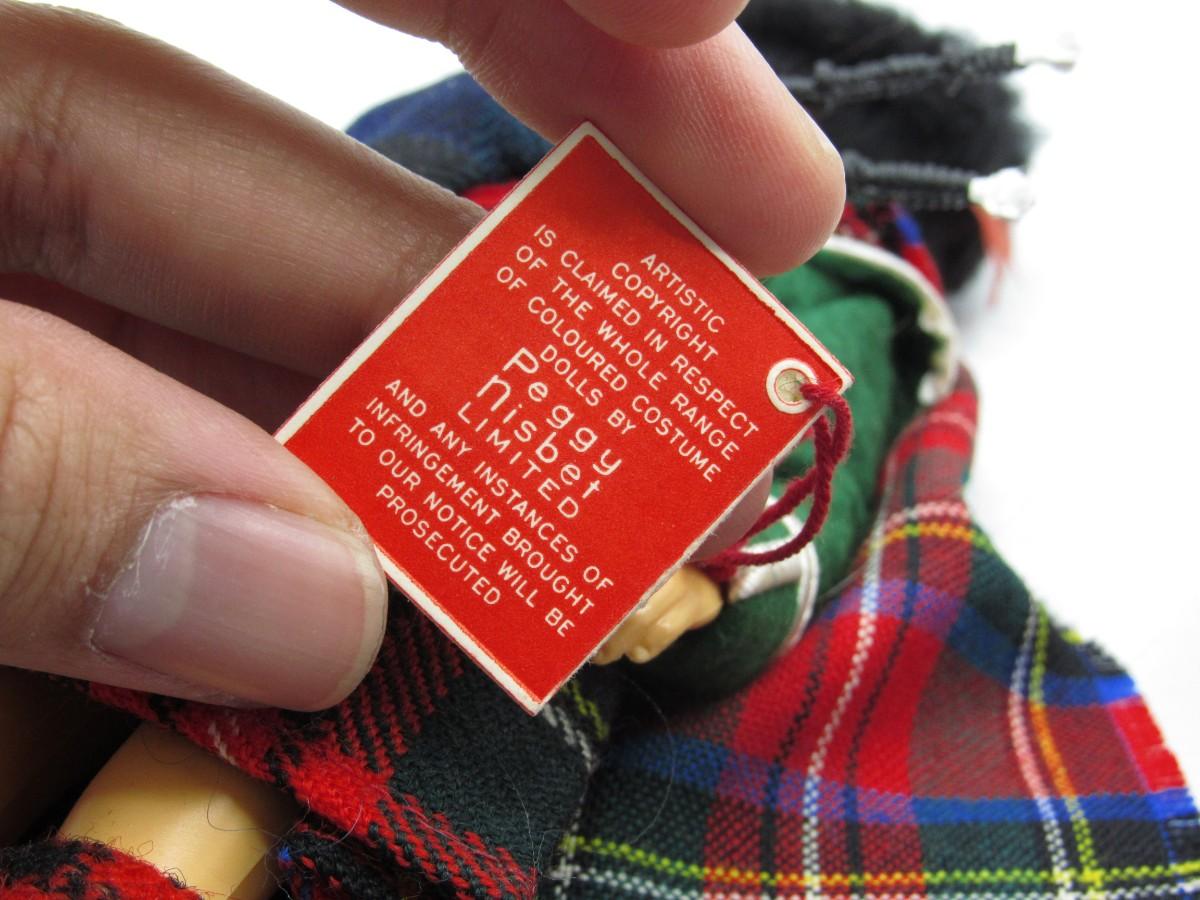 ARTISTIC
COPYRIGHT
IS CLAIMED IN RESPECT
OF THE WHOLE RANGE
OF COLOURED COSTUME
DOLLS BY
Peggy
Nisbet
LIMITED
AND ANY INSTANCES OF
INFRINGEMENT BROUGHT
TO OUR NOTICE WILL BE
PROSECUTED